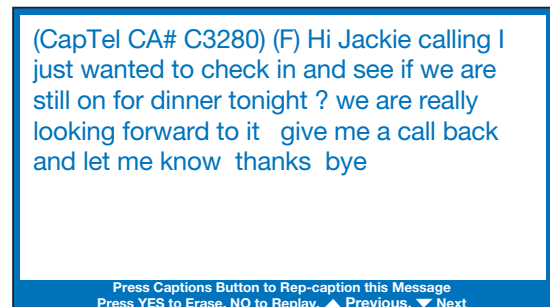 (CapTel CA# C3280) (F) Hi Jackie calling I
just wanted to check in and see if we are
still on for dinner tonight ? we are really
looking forward to it   give me a call back
and let me know  thanks  bye
Press Captions Button to Rep-caption this Message
Press YES to Erase, NO to Replay, ▲ Previous, ▼ Next